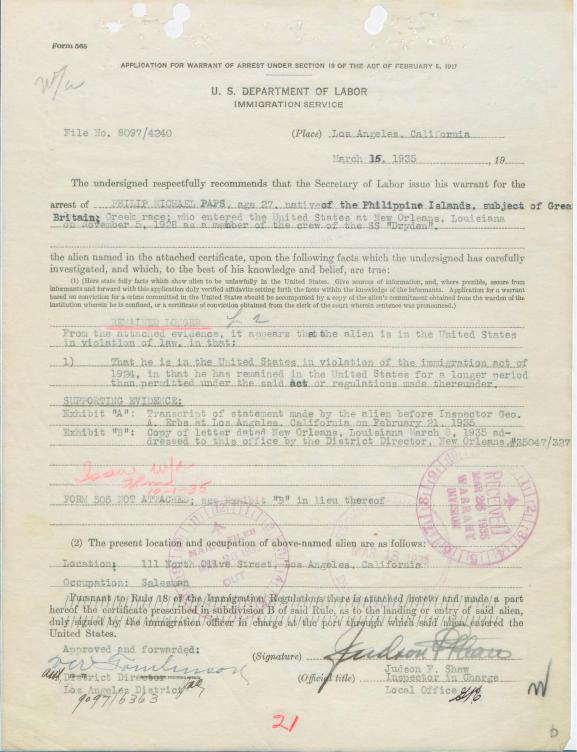 Form 565
APPLICATION FOR WARRANT OF ARREST UNDER SECTION 19 OF THE ACT OF FEBRUARY 5, 1917
W/a
U. S. DEPARTMENT OF LABOR
IMMIGRATION SERVICE
File No. 8097/4240 (Place) Los Angeles, California
March 15, 1935, 19
The undersigned respectfully recommends that the Secretary of Labor issue his warrant for the
arrest of PHILIP MICHAEL PAPS, age 27, native of the Philippine Islands, subject of Grea
Britain; Greek race; who entered the United States at New Orleans, Louisiana
on November 5, 1928 as a member of the crew of the SS "Dryden".
the alien named in the attached certificate, upon the following facts which the undersigned has carefully
investigated, and which, to the best of his knowledge and belief, are true:
(1) (Here state fully facts which show alien to be unlawfully in the United States. Give sources of information, and, where possible, secure from
informants and forward with this application duly verified affidavits setting forth the facts within the knowledge of the informants. Application for a warrant
based on conviction for a crime committed in the United States should be accompanied by a copy of the alien's commitment obtained from the warden of the
institution wherein he is confined, or a certificate of conviction obtained from the clerk of the court wherein sentence was pronounced.)
REMAINED LONGER
From the attached evidence, it appears that the alien is in the United States
in violation of law, in that:
1) That he is in the United States in violation of the immigration act of
1924, in that he has remained in the United States for a longer period
than permitted under the said act or regulations made thereunder.
SUPPORTING EVIDENCE:
Exhibit "A": Transcript of statement made by the alien before Inspector Geo.
A. Erbs at Los Angeles, California on February 21, 1935
Exhibit "B": Copy of letter dated New Orleans, Louisiana March 8, 1935 ad-
dressed to this office by the District Director, New Orleans, #35047/327
Issue W/A
10-1-35
FORM 505 NOT ATTACHED; see Exhibit "B" in lieu thereof
RECEIVED
MAR 26 1935
WARRANT
DIVISION
MAR 18 1935
OUT
(2) The present location and occupation of above-named alien are as follows:
Location: 111 North Olive Street, Los Angeles, California
Occupation: Salesman
Pursuant to Rule 18 of the Immigration Regulations there is attached hereto and made a part
hereof the certificate prescribed in subdivision B of said Rule, as to the landing or entry of said alien,
duly signed by the immigration officer in charge at the port through which said alien entered the
United States.
Approved and forwarded: (Signature) Judson F. Shaw
Judson F. Shaw
District Director (Official title) Inspector in Charge
Los Angeles District Local Office
9097/6363
21
W